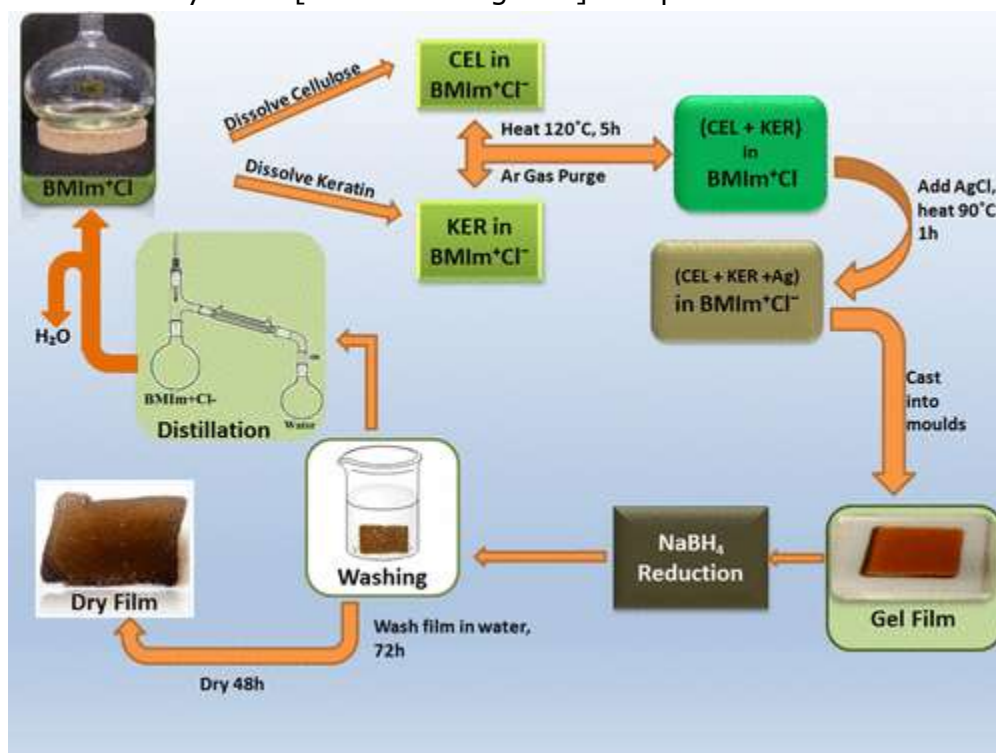 BMIm⁺Cl
Dissolve Cellulose
Dissolve Keratin
CEL in
BMIm⁺Cl⁻
Heat 120˚C, 5h
Ar Gas Purge
KER in
BMIm⁺Cl⁻
(CEL + KER)
in
BMIm⁺Cl
Add AgCl,
heat 90˚C
1h
(CEL + KER +Ag)
in BMIm⁺Cl⁻
Cast
into
moulds
Gel Film
NaBH₄
Reduction
Washing
Wash film in water,
72h
Dry 48h
Dry Film
BMIm+Cl-
Water
Distillation
H₂O